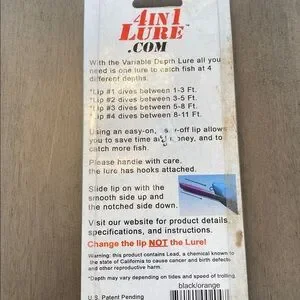 4IN1
LURE™
.COM
With the Variable Depth Lure all you
need is one lure to catch fish at 4
different depths.
*Lip #1 dives between 1-3 Ft.
*Lip #2 dives between 3-5 Ft.
*Lip #3 dives between 5-8 Ft.
*Lip #4 dives between 8-11 Ft.
Using an easy-on, -off lip allows
you to save time and money, and to
catch more fish.
Please handle with care,
the lure has hooks attached.
Slide lip on with the
smooth side up and
the notched side down.
Visit our website for product details,
specifications, and instructions.
Change the lip NOT the Lure!
Warning: this product contains Lead, a chemical known to
the state of California to cause cancer and birth defects
and other reproductive harm.
*Depth may vary depending on tides and speed of trolling.
black/orange
U.S. Patent Pending